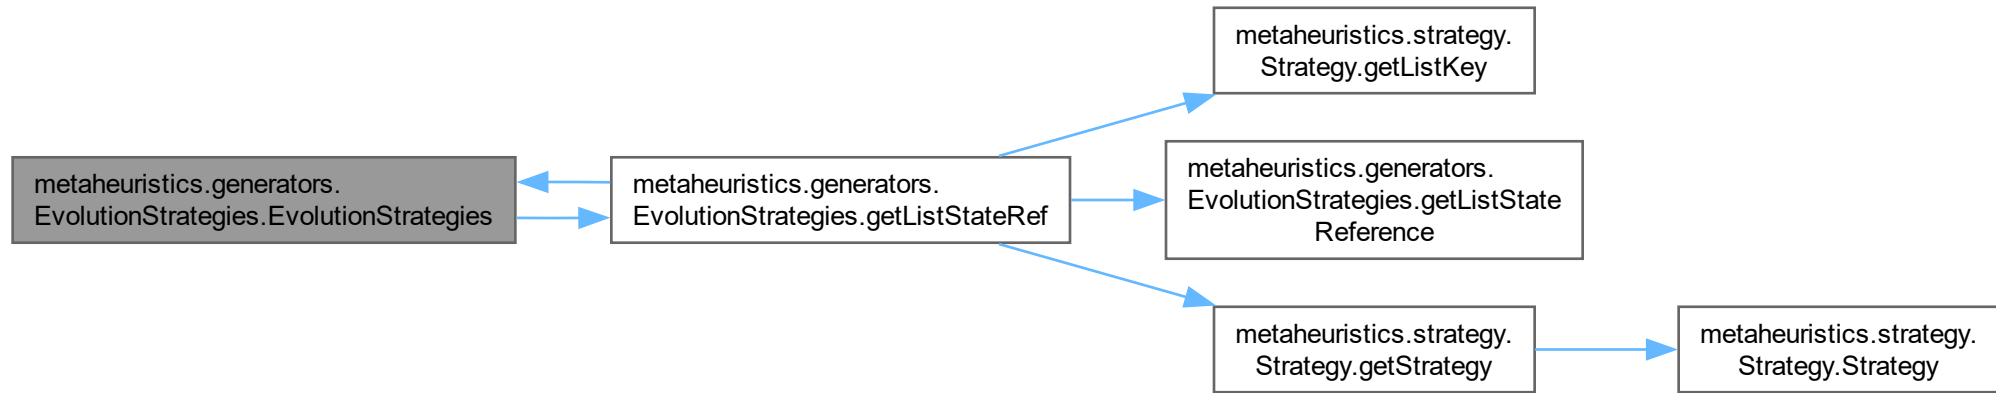 metaheuristics.generators.
EvolutionStrategies.EvolutionStrategies
metaheuristics.generators.
EvolutionStrategies.getListStateRef
metaheuristics.strategy.
Strategy.getListKey
metaheuristics.generators.
EvolutionStrategies.getListState
Reference
metaheuristics.strategy.
Strategy.getStrategy
metaheuristics.strategy.
Strategy.Strategy